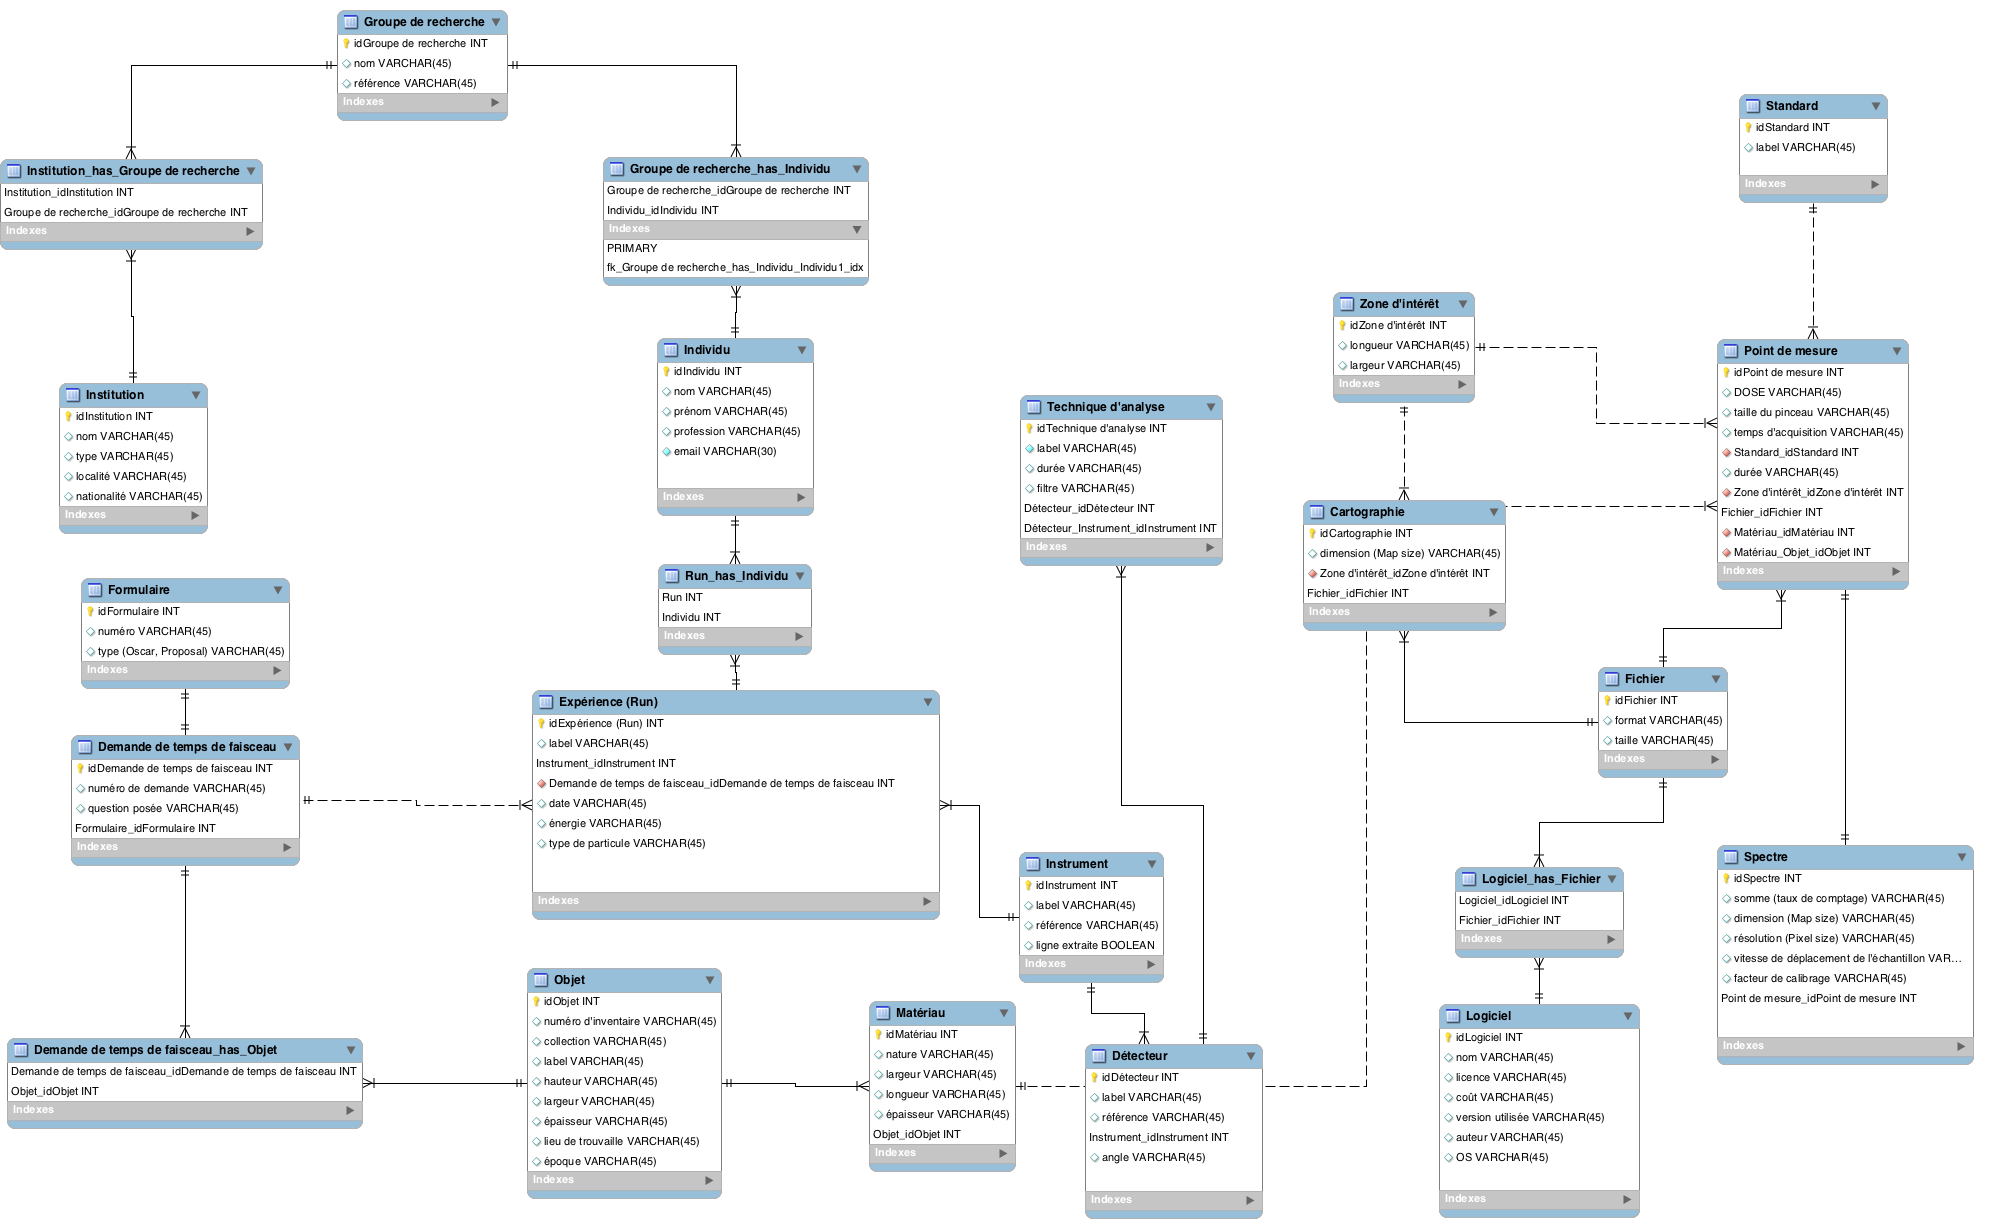 Groupe de recherche
idGroupe de recherche INT
nom VARCHAR(45)
référence VARCHAR(45)
Indexes
Institution_has_Groupe de recherche
Institution_idInstitution INT
Groupe de recherche_idGroupe de recherche INT
Indexes
Groupe de recherche_has_Individu
Groupe de recherche_idGroupe de recherche INT
Individu_idIndividu INT
Indexes
PRIMARY
fk_Groupe de recherche_has_Individu_Individu1_idx
Institution
idInstitution INT
nom VARCHAR(45)
type VARCHAR(45)
localité VARCHAR(45)
nationalité VARCHAR(45)
Indexes
Individu
idIndividu INT
nom VARCHAR(45)
prénom VARCHAR(45)
profession VARCHAR(45)
email VARCHAR(30)
Indexes
Run_has_Individu
Run INT
Individu INT
Indexes
Formulaire
idFormulaire INT
numéro VARCHAR(45)
type (Oscar, Proposal) VARCHAR(45)
Indexes
Demande de temps de faisceau
idDemande de temps de faisceau INT
numéro de demande VARCHAR(45)
question posée VARCHAR(45)
Formulaire_idFormulaire INT
Indexes
Expérience (Run)
idExpérience (Run) INT
label VARCHAR(45)
Instrument_idInstrument INT
Demande de temps de faisceau_idDemande de temps de faisceau INT
date VARCHAR(45)
énergie VARCHAR(45)
type de particule VARCHAR(45)
Indexes
Demande de temps de faisceau_has_Objet
Demande de temps de faisceau_idDemande de temps de faisceau INT
Objet_idObjet INT
Indexes
Objet
idObjet INT
numéro d'inventaire VARCHAR(45)
collection VARCHAR(45)
label VARCHAR(45)
hauteur VARCHAR(45)
largeur VARCHAR(45)
épaisseur VARCHAR(45)
lieu de trouvaille VARCHAR(45)
époque VARCHAR(45)
Indexes
Matériau
idMatériau INT
nature VARCHAR(45)
largeur VARCHAR(45)
longueur VARCHAR(45)
épaisseur VARCHAR(45)
Objet_idObjet INT
Indexes
Technique d'analyse
idTechnique d'analyse INT
label VARCHAR(45)
durée VARCHAR(45)
filtre VARCHAR(45)
Détecteur_idDétecteur INT
Détecteur_Instrument_idInstrument INT
Indexes
Instrument
idInstrument INT
label VARCHAR(45)
référence VARCHAR(45)
ligne extraite BOOLEAN
Indexes
Détecteur
idDétecteur INT
label VARCHAR(45)
référence VARCHAR(45)
Instrument_idInstrument INT
angle VARCHAR(45)
Indexes
Zone d'intérêt
idZone d'intérêt INT
longueur VARCHAR(45)
largeur VARCHAR(45)
Indexes
Cartographie
idCartographie INT
dimension (Map size) VARCHAR(45)
Zone d'intérêt_idZone d'intérêt INT
Fichier_idFichier INT
Indexes
Standard
idStandard INT
label VARCHAR(45)
Indexes
Point de mesure
idPoint de mesure INT
DOSE VARCHAR(45)
taille du pinceau VARCHAR(45)
temps d'acquisition VARCHAR(45)
Standard_idStandard INT
durée VARCHAR(45)
Zone d'intérêt_idZone d'intérêt INT
Fichier_idFichier INT
Matériau_idMatériau INT
Matériau_Objet_idObjet INT
Indexes
Fichier
idFichier INT
format VARCHAR(45)
taille VARCHAR(45)
Indexes
Logiciel_has_Fichier
Logiciel_idLogiciel INT
Fichier_idFichier INT
Indexes
Logiciel
idLogiciel INT
nom VARCHAR(45)
licence VARCHAR(45)
coût VARCHAR(45)
version utilisée VARCHAR(45)
auteur VARCHAR(45)
OS VARCHAR(45)
Indexes
Spectre
idSpectre INT
somme (taux de comptage) VARCHAR(45)
dimension (Map size) VARCHAR(45)
résolution (Pixel size) VARCHAR(45)
vitesse de déplacement de l'échantillon VAR...
facteur de calibrage VARCHAR(45)
Point de mesure_idPoint de mesure INT
Indexes